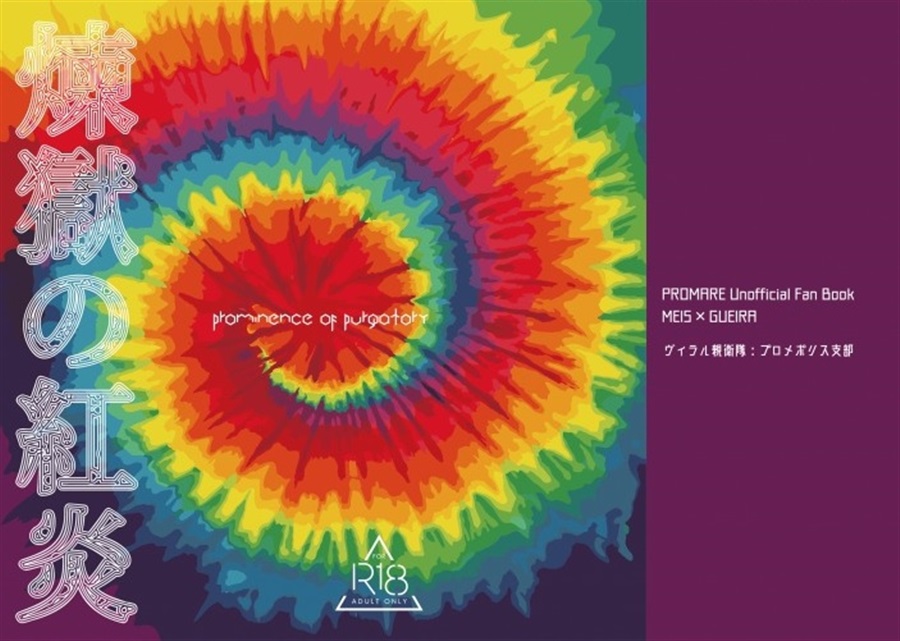 煉獄の紅炎
prominence of purgatory
FOR
R18
ADULT ONLY
PROMARE Unofficial Fan Book
MEIS × GUEIRA
ヴィラル親衛隊：プロメポリス支部